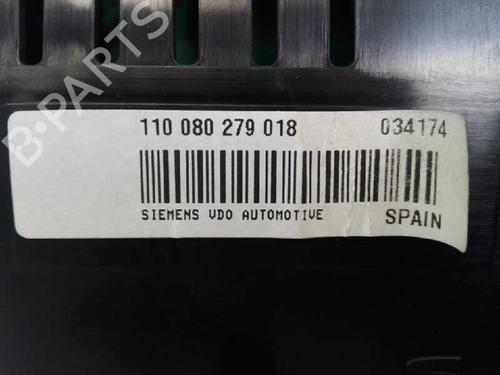 B-PARTS
110 080 279 018 034174
SIEMENS VDO AUTOMOTIVE SPAIN